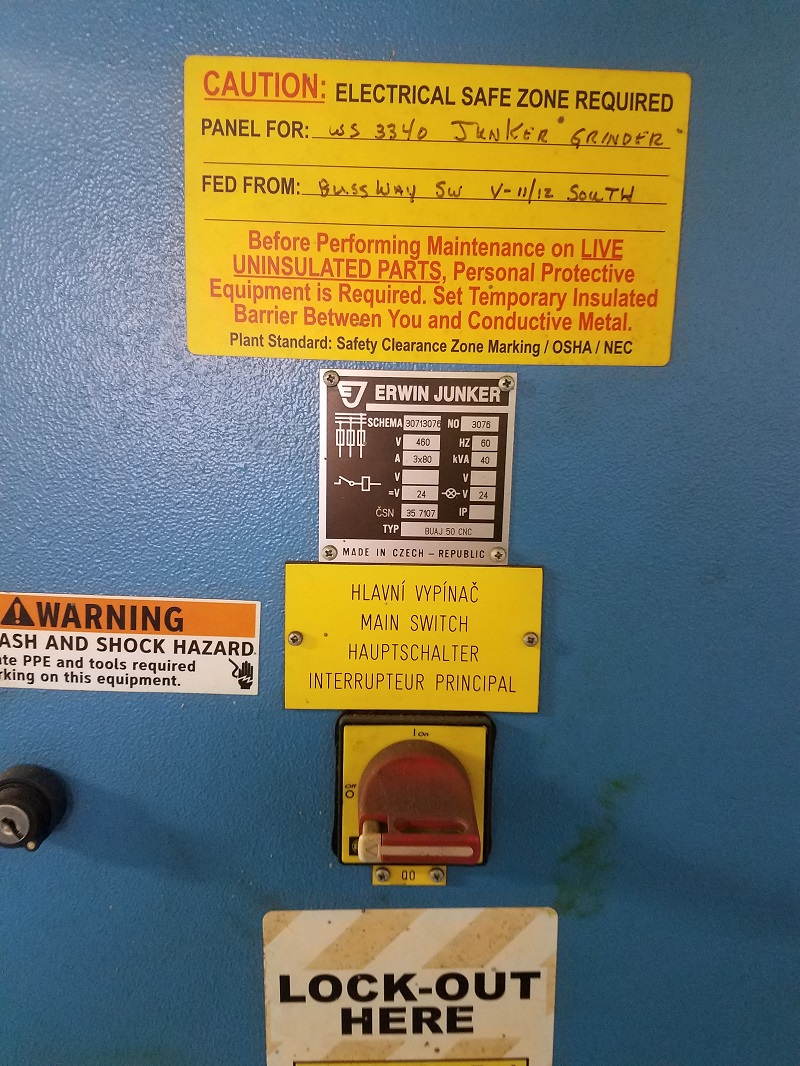 CAUTION: ELECTRICAL SAFE ZONE REQUIRED
PANEL FOR: WS 3340 JUNKER GRINDER
FED FROM: BUSSWAY SW V-11/12 SOUTH
Before Performing Maintenance on LIVE
UNINSULATED PARTS, Personal Protective
Equipment is Required. Set Temporary Insulated
Barrier Between You and Conductive Metal.
Plant Standard: Safety Clearance Zone Marking / OSHA / NEC
EJ ERWIN JUNKER
SCHEMA 30713076 NO 3076
V 460 HZ 60
A 3x80 kVA 40
V V
=V 24 V 24
ČSN 35 7107 IP
TYP BUAJ 50 CNC
MADE IN CZECH - REPUBLIC
HLAVNÍ VYPÍNAČ
MAIN SWITCH
HAUPTSCHALTER
INTERRUPTEUR PRINCIPAL
WARNING
ASH AND SHOCK HAZARD
ate PPE and tools required
rking on this equipment.
I On
Off
O
LOCK-OUT
HERE